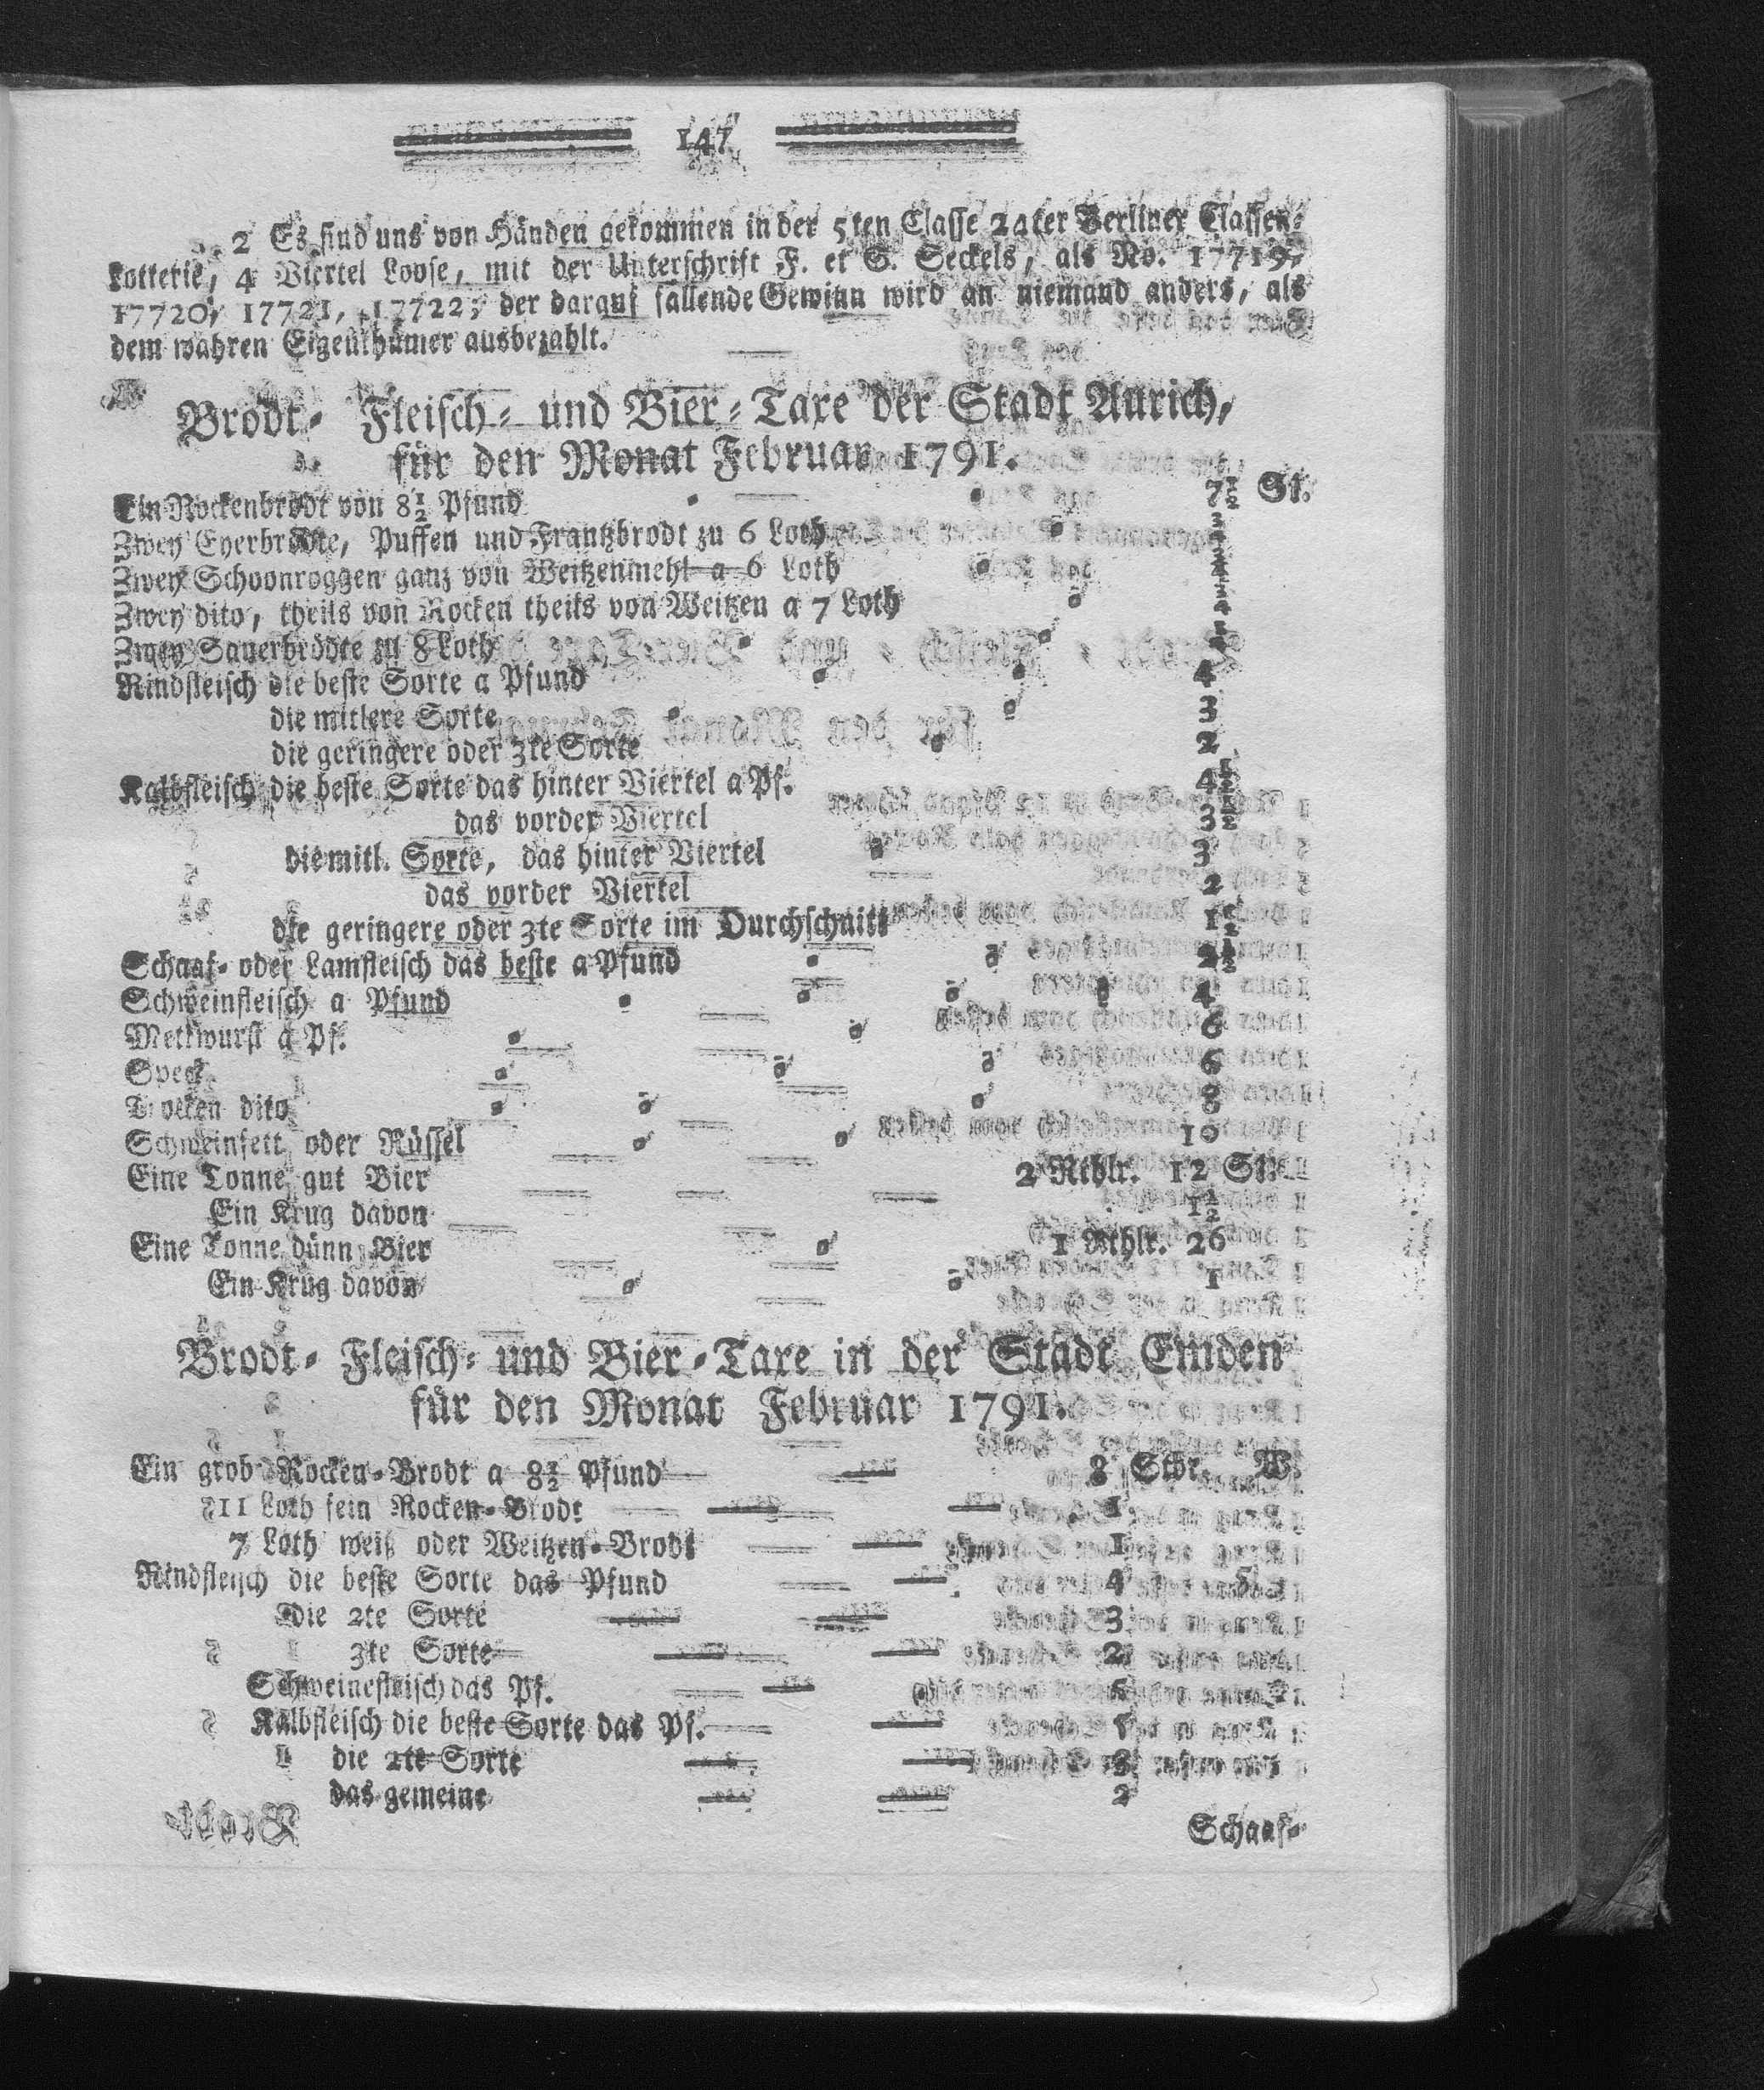 147
2 Es sind uns von Händen gekommen in der 5ten Classe 24ter Berliner Classen-
Lotterie, 4 Viertel Loose, mit der Unterschrift F. et S. Seckels, als No. 17719,
17720, 17721, 17722; der darauf fallende Gewinn wird an niemand anders, als
dem wahren Eigenthümer ausbezahlt.
Brodt- Fleisch- und Bier-Taxe der Stadt Aurich,
für den Monat Februar 1791.
Ein Rockenbrodt von 8½ Pfund 7½ St.
Zwey Eyerbrödte, Puffen und Frantzbrodt zu 6 Loth
Zwey Schoonroggen ganz von Weitzenmehl a 6 Loth
Zwey dito, theils von Rocken theils von Weitzen a 7 Loth
Zwey Sauerbrödte zu 8 Loth
Rindfleisch die beste Sorte a Pfund 4
die mitlere Sorte 3
die geringere oder 3te Sorte 2
Kalbfleisch die beste Sorte das hinter Viertel a Pf. 4½
das vorder Viertel 3½
die mitl. Sorte, das hinter Viertel 3
das vorder Viertel 2
die geringere oder 3te Sorte im Durchschnitt 1½
Schaaf- oder Lamfleisch das beste a Pfund 2½
Schweinfleisch a Pfund 4
Mettwurst a Pf. 6
Speck 6
Trocken dito 8
Schweinfett oder Rüssel 10
Eine Tonne gut Bier 2 Rthlr. 12 St.
Ein Krug davon 1½
Eine Tonne dünn Bier 1 Rthlr. 26
Ein Krug davon 1
Brodt- Fleisch- und Bier-Taxe in der Stadt Emden
für den Monat Februar 1791.
Ein grob Rocken-Brodt a 8½ Pfund 8 Stbr. W.
11 Loth fein Rocken-Brodt 1
7 Loth weiß oder Weitzen-Brodt 1
Rindfleisch die beste Sorte das Pfund 4 5
Die 2te Sorte 3
3te Sorte 2
Schweinefleisch das Pf.
Kalbfleisch die beste Sorte das Pf.
die 2te Sorte 3
das gemeine 2
Schaaf-